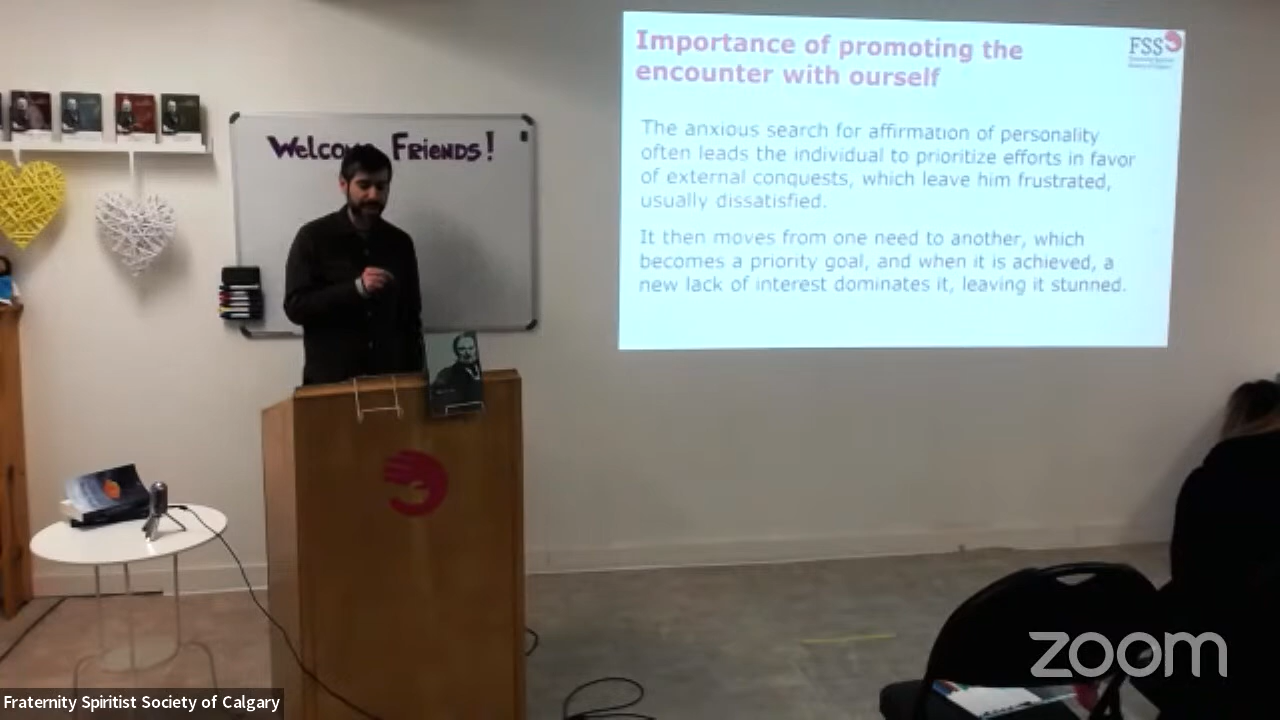 Importance of promoting the
encounter with ourself
FSS
The anxious search for affirmation of personality
often leads the individual to prioritize efforts in favor
of external conquests, which leave him frustrated,
usually dissatisfied.
It then moves from one need to another, which
becomes a priority goal, and when it is achieved, a
new lack of interest dominates it, leaving it stunned.
Friends!
zoom
Fraternity Spiritist Society of Calgary